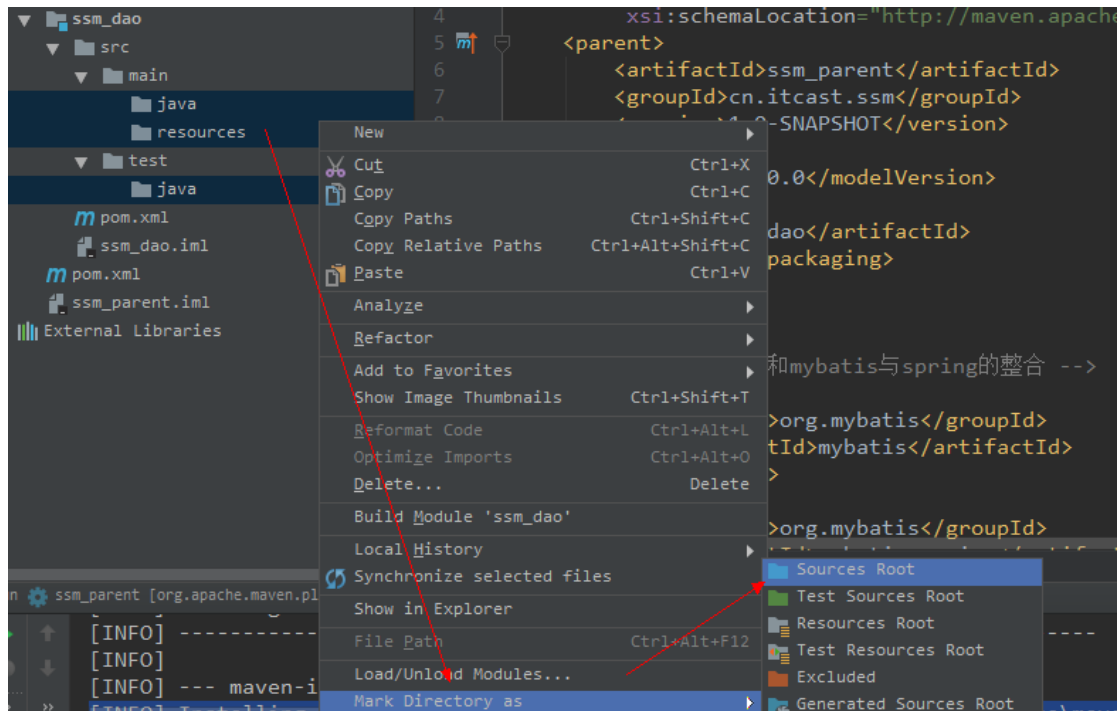 ssm_dao
src
main
java
resources
test
java
pom.xml
ssm_dao.iml
pom.xml
ssm_parent.iml
External Libraries
4 xsi:schemaLocation="http://maven.apache
5 <parent>
6 <artifactId>ssm_parent</artifactId>
7 <groupId>cn.itcast.ssm</groupId>
-SNAPSHOT</version>
0.0</modelVersion>
dao</artifactId>
packaging>
和mybatis与spring的整合 -->
>org.mybatis</groupId>
tId>mybatis</artifactId>
>
>org.mybatis</groupId>
New
Cut Ctrl+X
Copy Ctrl+C
Copy Paths Ctrl+Shift+C
Copy Relative Paths Ctrl+Alt+Shift+C
Paste Ctrl+V
Analyze
Refactor
Add to Favorites
Show Image Thumbnails Ctrl+Shift+T
Reformat Code Ctrl+Alt+L
Optimize Imports Ctrl+Alt+O
Delete... Delete
Build Module 'ssm_dao'
Local History
Synchronize selected files
Show in Explorer
File Path Ctrl+Alt+F12
Load/Unload Modules...
Mark Directory as
Sources Root
Test Sources Root
Resources Root
Test Resources Root
Excluded
Generated Sources Root
n ssm_parent [org.apache.maven.pl
[INFO] -----------
[INFO]
[INFO] --- maven-i